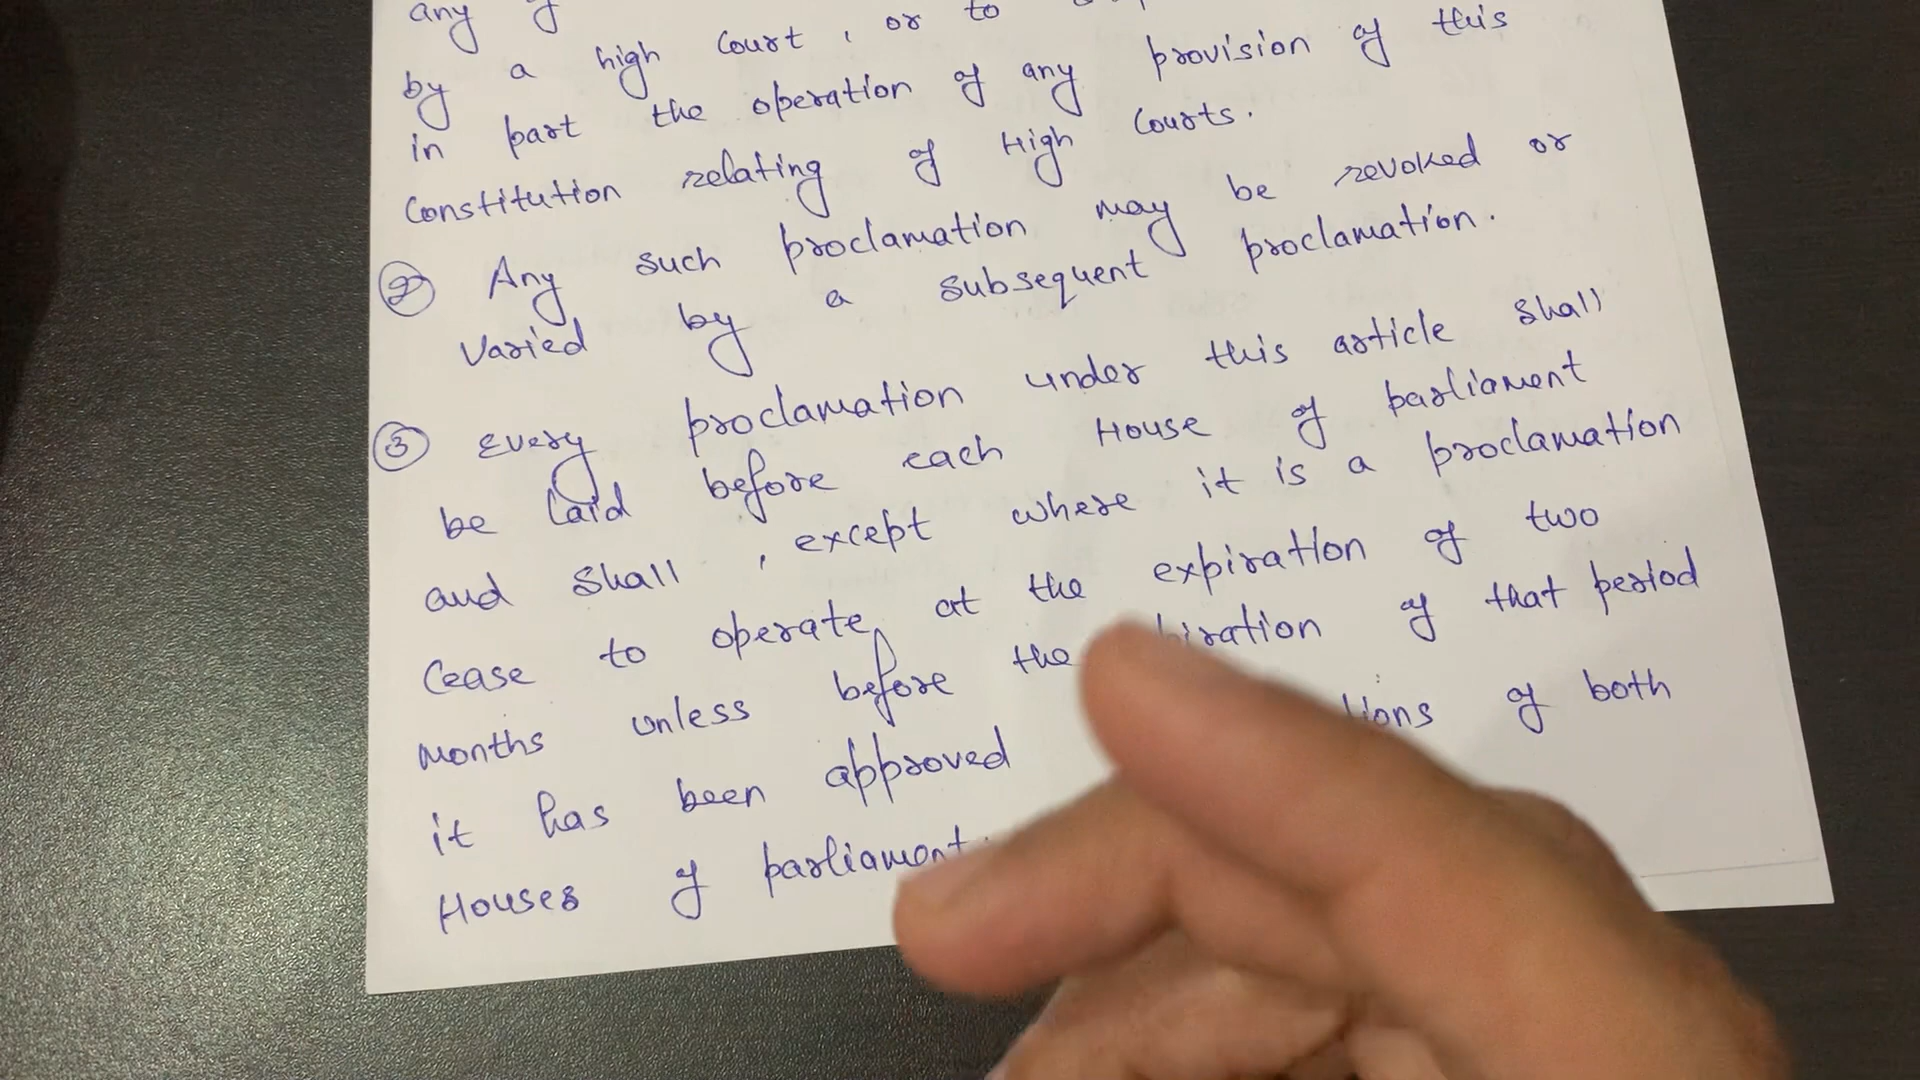 any of
by a high court, or to
in part the operation of any provision of this
Constitution relating of High Courts.
② Any such proclamation may be revoked or
varied by a subsequent proclamation.
③ Every proclamation under this article shall
be laid before each House of parliament
and shall, except where it is a proclamation
cease to operate, at the expiration of two
months unless before the of that period
it has been approved of both
Houses of parliament.